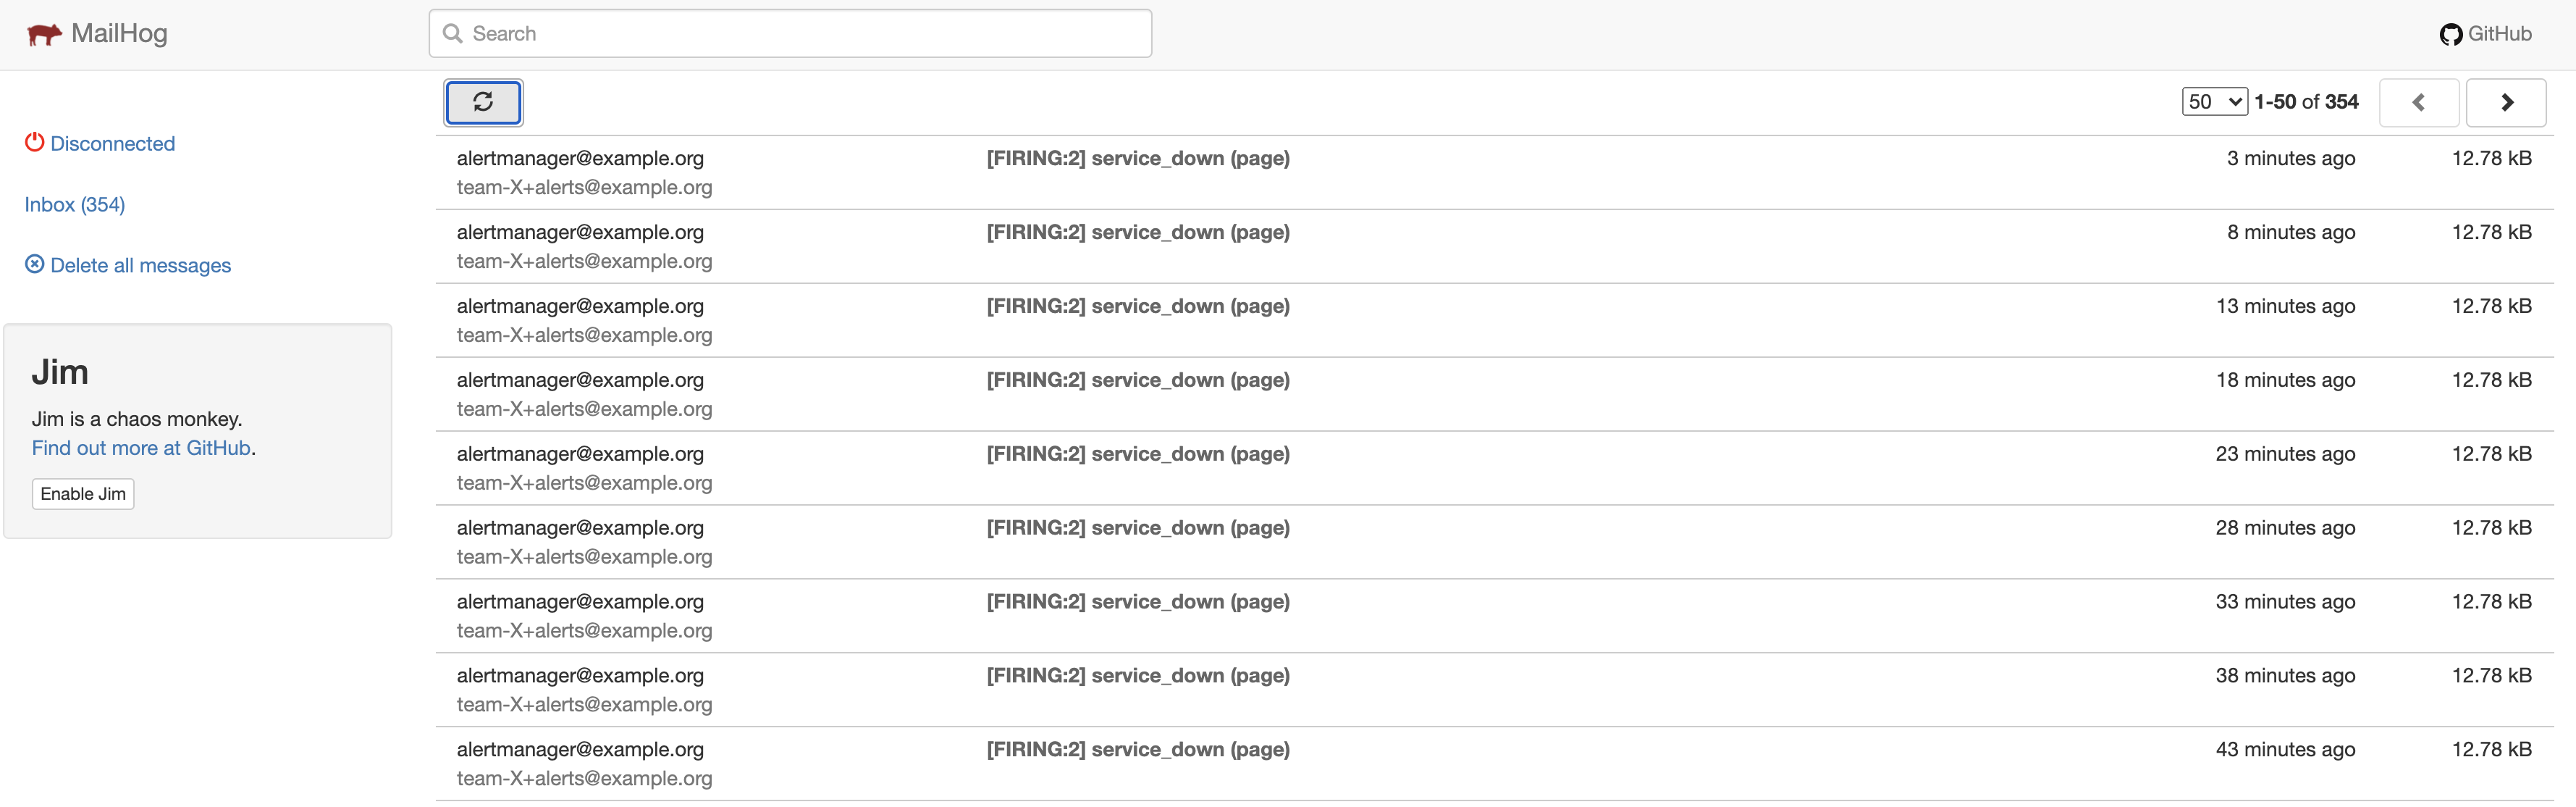 MailHog
Search
GitHub
Disconnected
Inbox (354)
Delete all messages
Jim
Jim is a chaos monkey.
Find out more at GitHub.
Enable Jim
50 1-50 of 354
alertmanager@example.org [FIRING:2] service_down (page) 3 minutes ago 12.78 kB
team-X+alerts@example.org
alertmanager@example.org [FIRING:2] service_down (page) 8 minutes ago 12.78 kB
team-X+alerts@example.org
alertmanager@example.org [FIRING:2] service_down (page) 13 minutes ago 12.78 kB
team-X+alerts@example.org
alertmanager@example.org [FIRING:2] service_down (page) 18 minutes ago 12.78 kB
team-X+alerts@example.org
alertmanager@example.org [FIRING:2] service_down (page) 23 minutes ago 12.78 kB
team-X+alerts@example.org
alertmanager@example.org [FIRING:2] service_down (page) 28 minutes ago 12.78 kB
team-X+alerts@example.org
alertmanager@example.org [FIRING:2] service_down (page) 33 minutes ago 12.78 kB
team-X+alerts@example.org
alertmanager@example.org [FIRING:2] service_down (page) 38 minutes ago 12.78 kB
team-X+alerts@example.org
alertmanager@example.org [FIRING:2] service_down (page) 43 minutes ago 12.78 kB
team-X+alerts@example.org